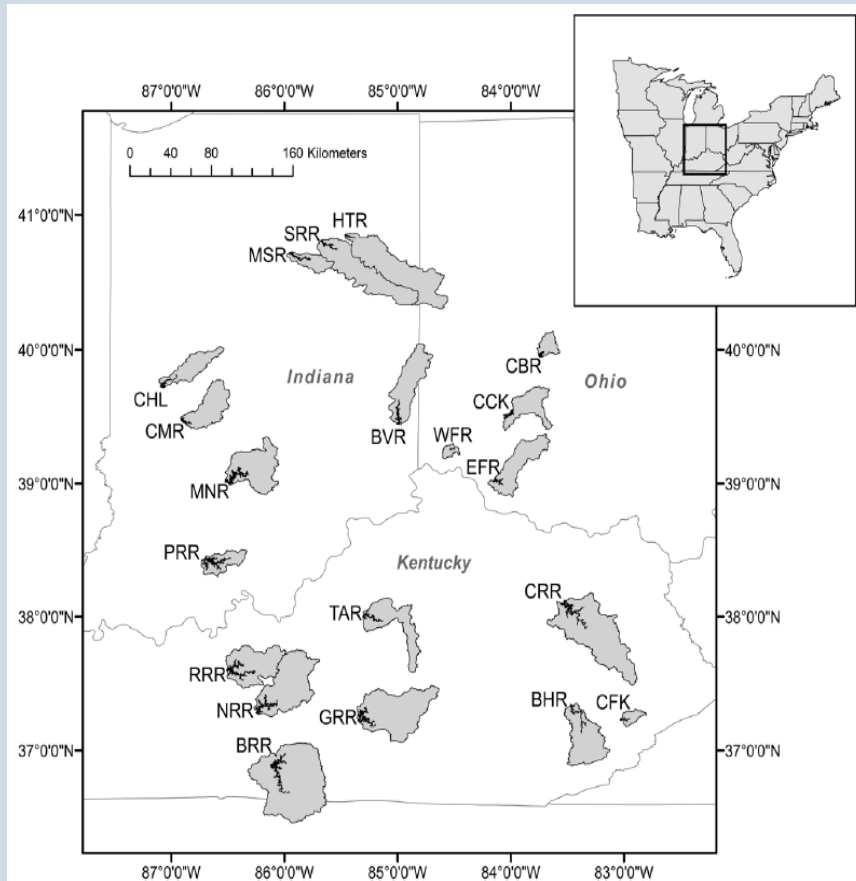 87°0'0"W 86°0'0"W 85°0'0"W 84°0'0"W
0 40 80 160 Kilometers
41°0'0"N
HTR
SRR
MSR
40°0'0"N 40°0'0"N
CBR
Indiana Ohio
CHL CCK
CMR BVR WFR
EFR
39°0'0"N 39°0'0"N
MNR
PRR Kentucky
CRR
38°0'0"N TAR 38°0'0"N
RRR
NRR GRR BHR CFK
37°0'0"N BRR 37°0'0"N
87°0'0"W 86°0'0"W 85°0'0"W 84°0'0"W 83°0'0"W